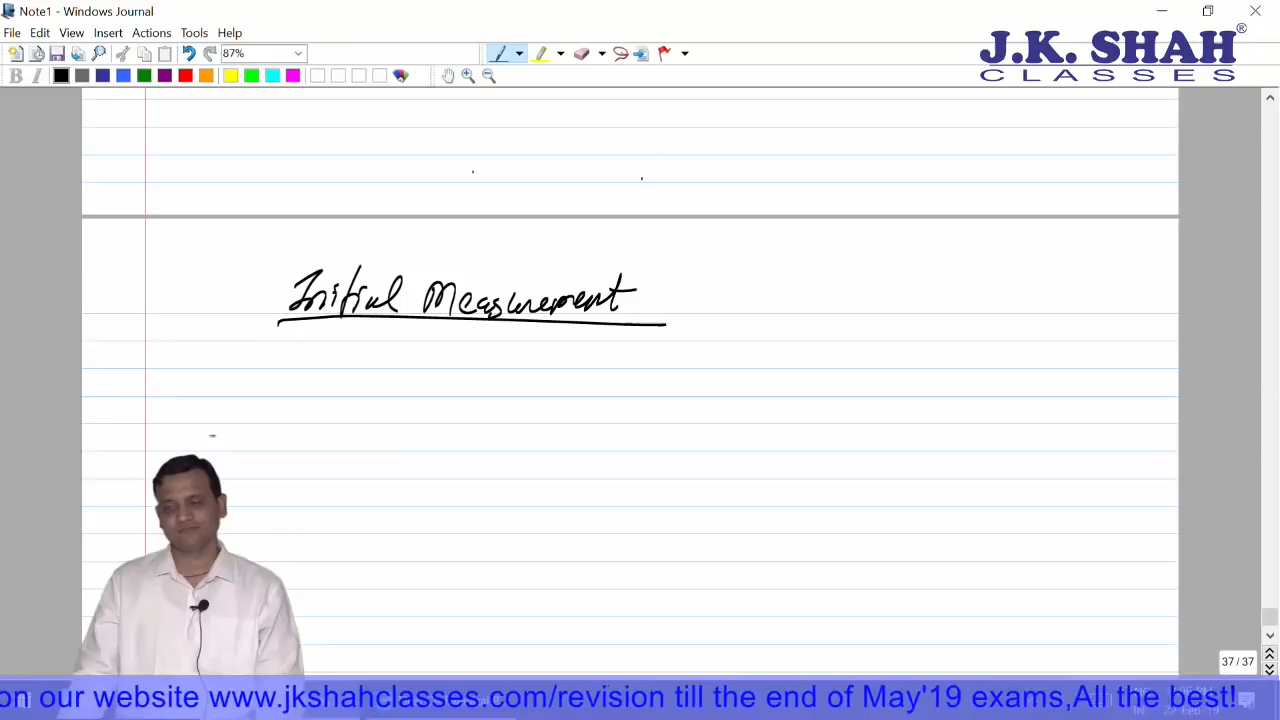 Note1 - Windows Journal
File Edit View Insert Actions Tools Help
87%
J.K. SHAH®
CLASSES
Initial Measurement
37 / 37
on our website www.jkshahclasses.com/revision till the end of May'19 exams,All the best!